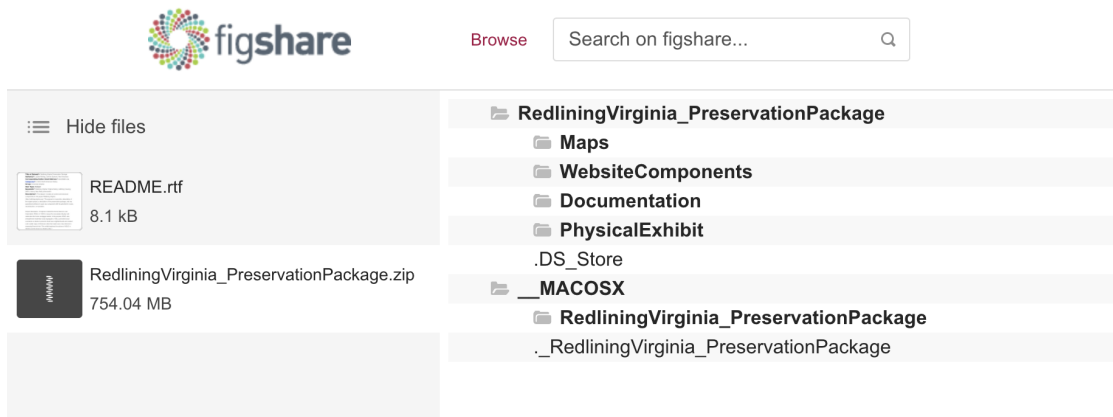 figshare
Browse
Search on figshare...
Hide files
README.rtf
8.1 kB
RedliningVirginia_PreservationPackage.zip
754.04 MB
RedliningVirginia_PreservationPackage
Maps
WebsiteComponents
Documentation
PhysicalExhibit
.DS_Store
__MACOSX
RedliningVirginia_PreservationPackage
._RedliningVirginia_PreservationPackage